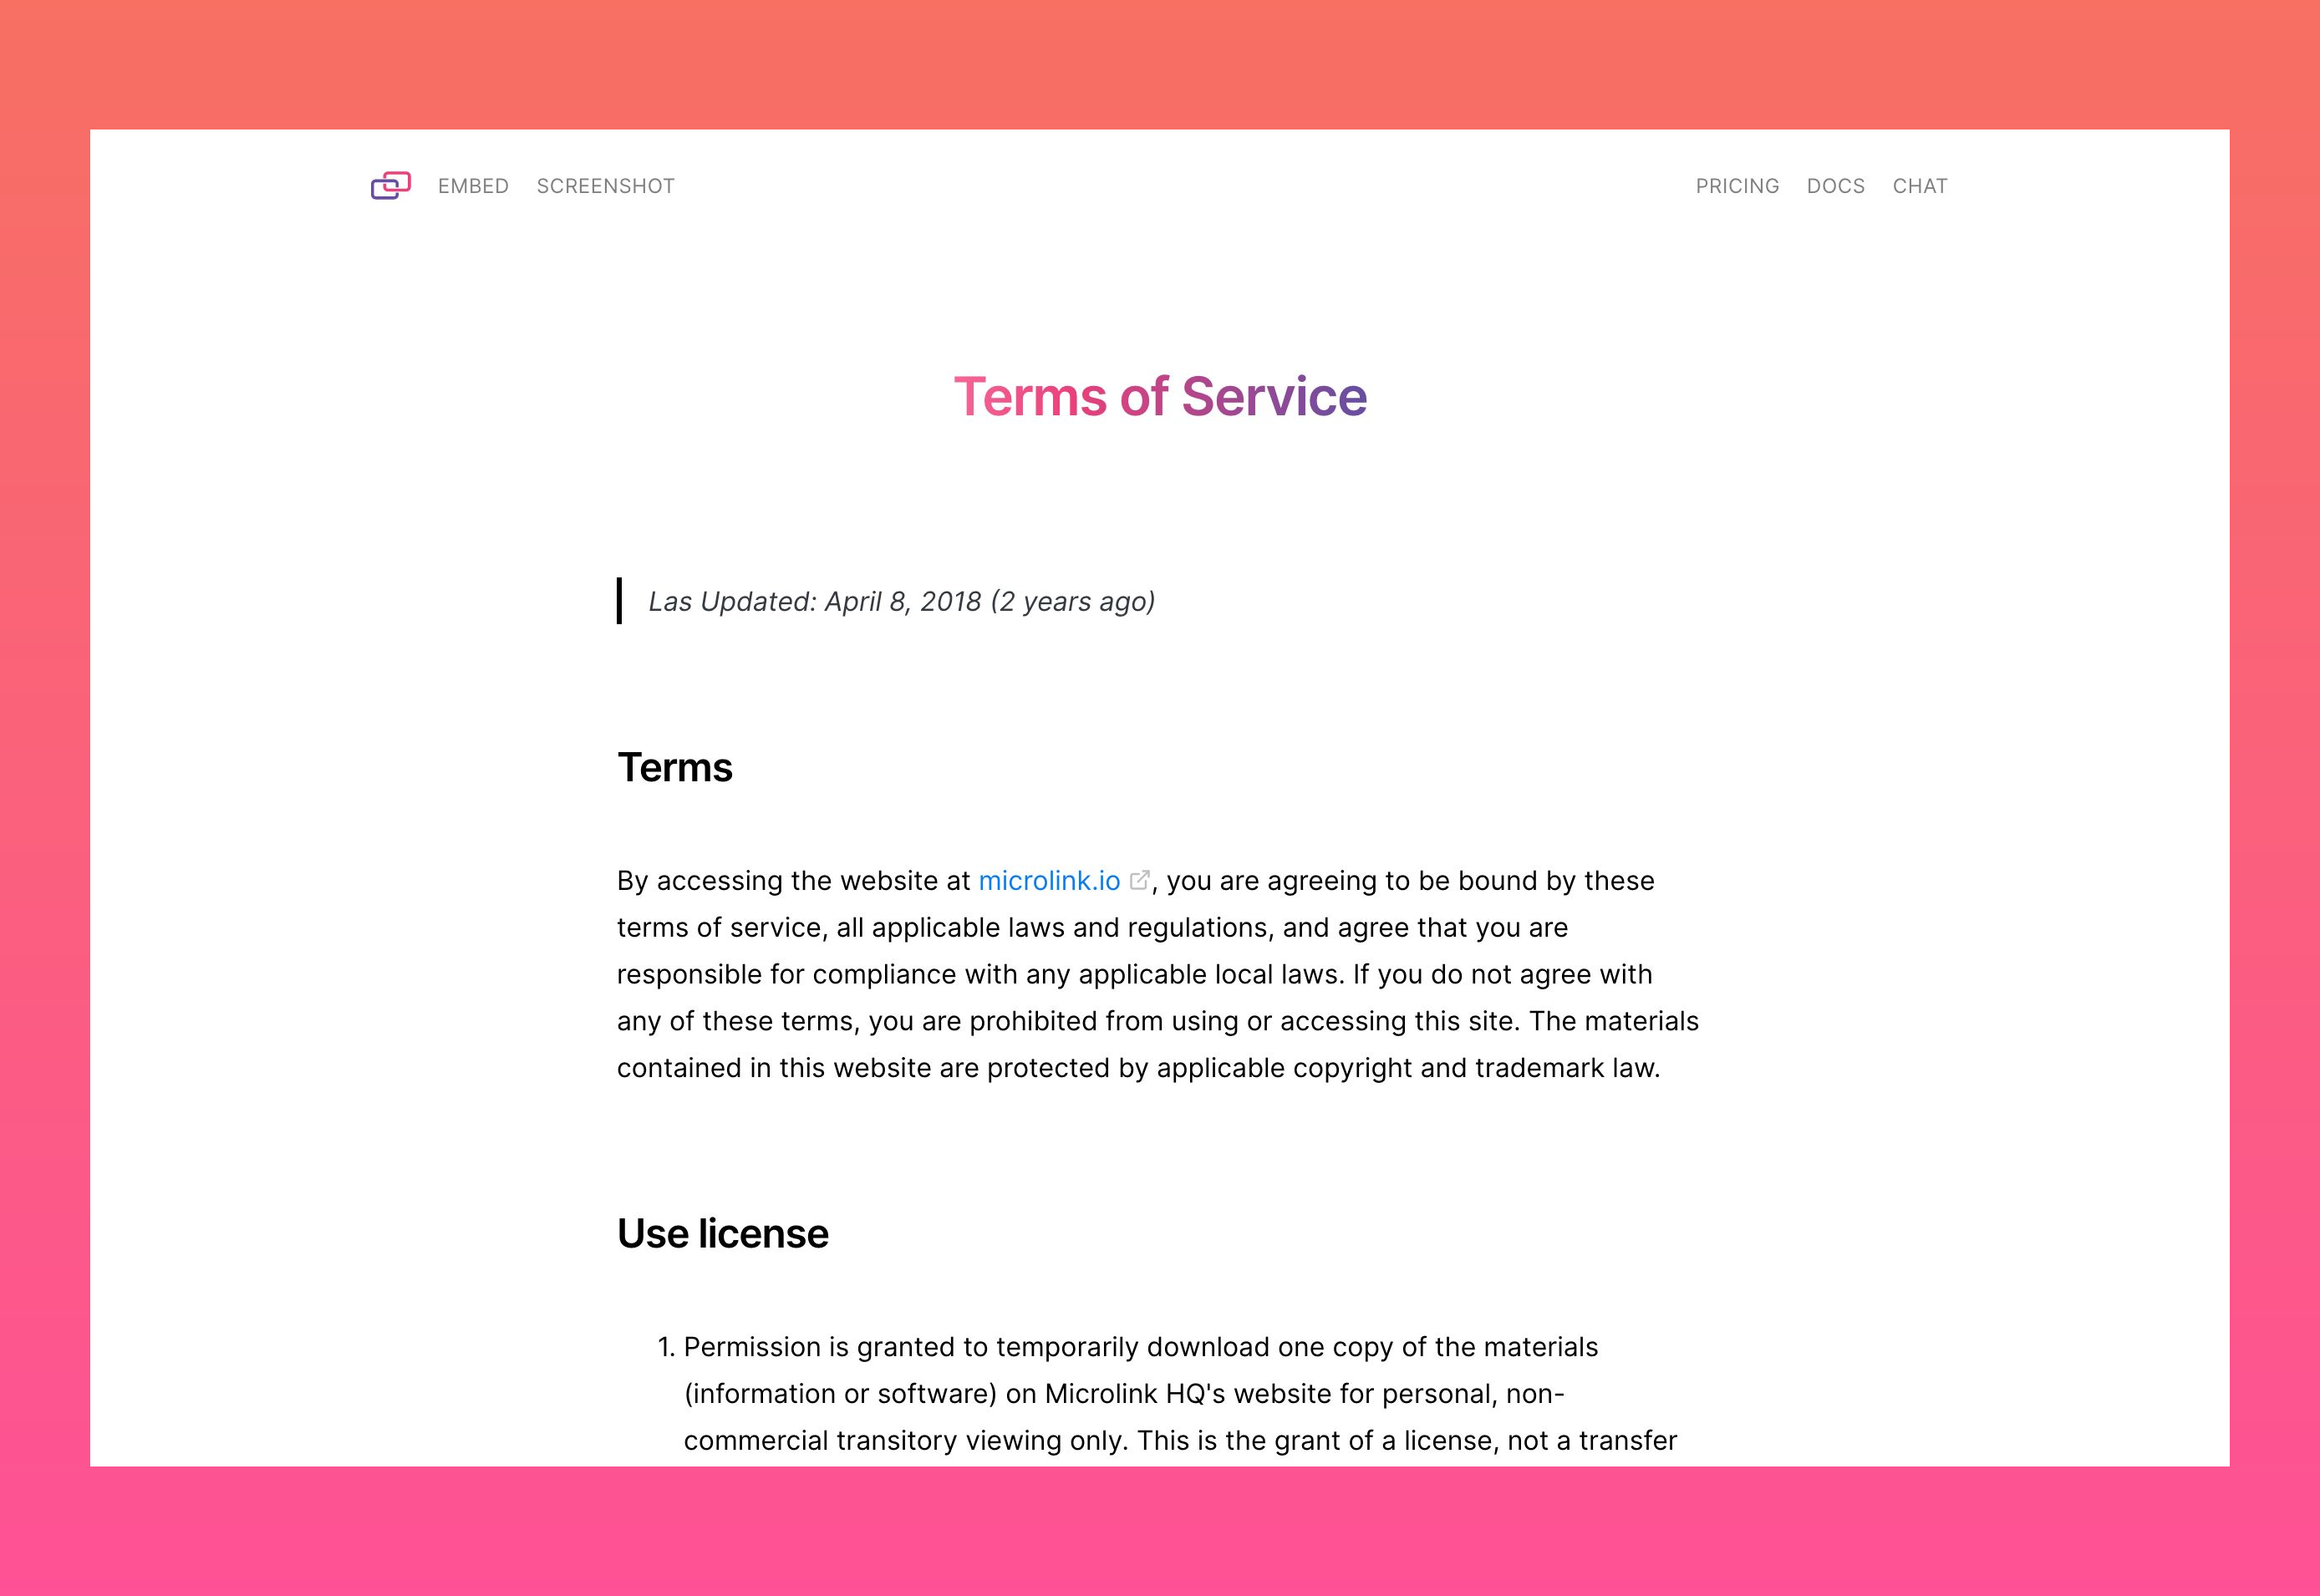 EMBED SCREENSHOT PRICING DOCS CHAT
Terms of Service
Las Updated: April 8, 2018 (2 years ago)
Terms
By accessing the website at microlink.io , you are agreeing to be bound by these
terms of service, all applicable laws and regulations, and agree that you are
responsible for compliance with any applicable local laws. If you do not agree with
any of these terms, you are prohibited from using or accessing this site. The materials
contained in this website are protected by applicable copyright and trademark law.
Use license
1. Permission is granted to temporarily download one copy of the materials
(information or software) on Microlink HQ's website for personal, non-
commercial transitory viewing only. This is the grant of a license, not a transfer